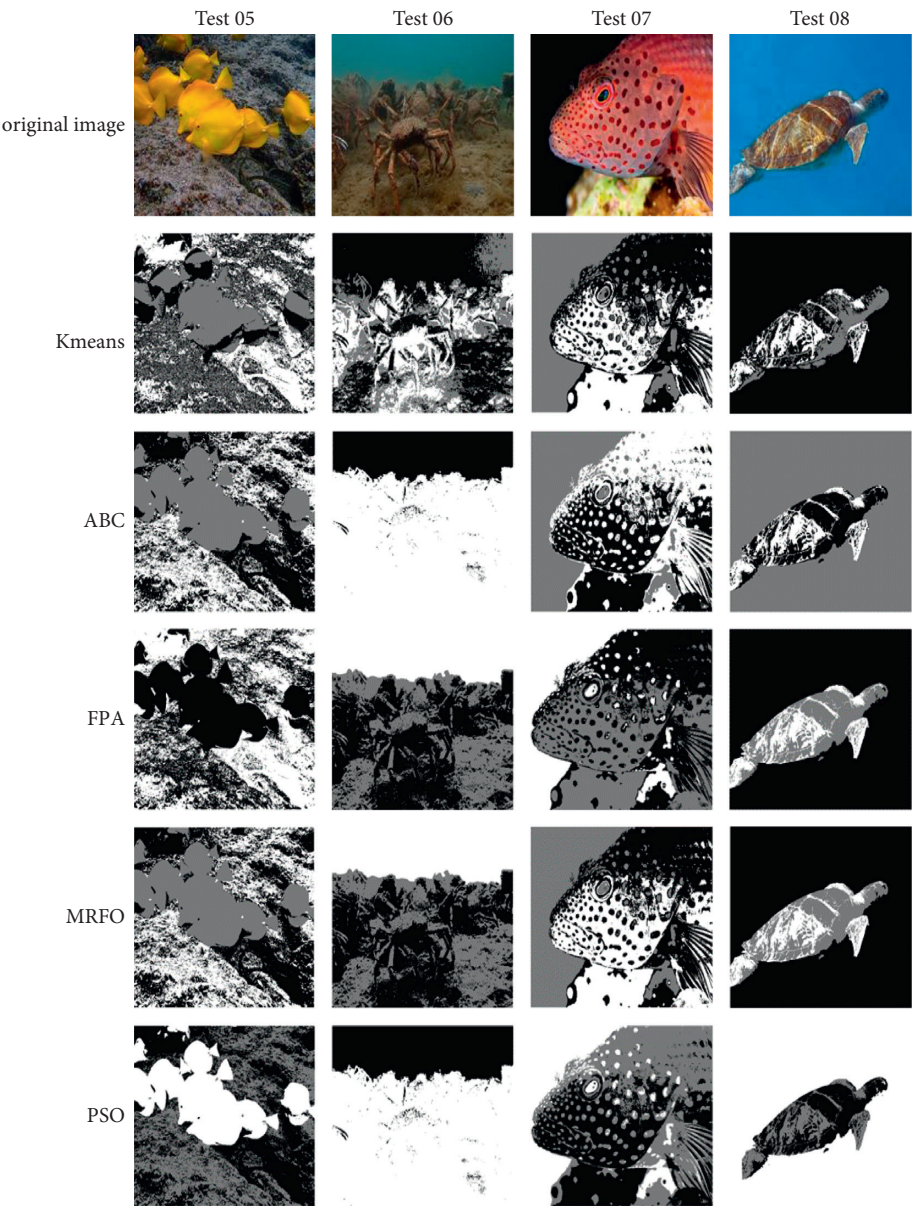 Test 05 Test 06 Test 07 Test 08
original image
Kmeans
ABC
FPA
MRFO
PSO